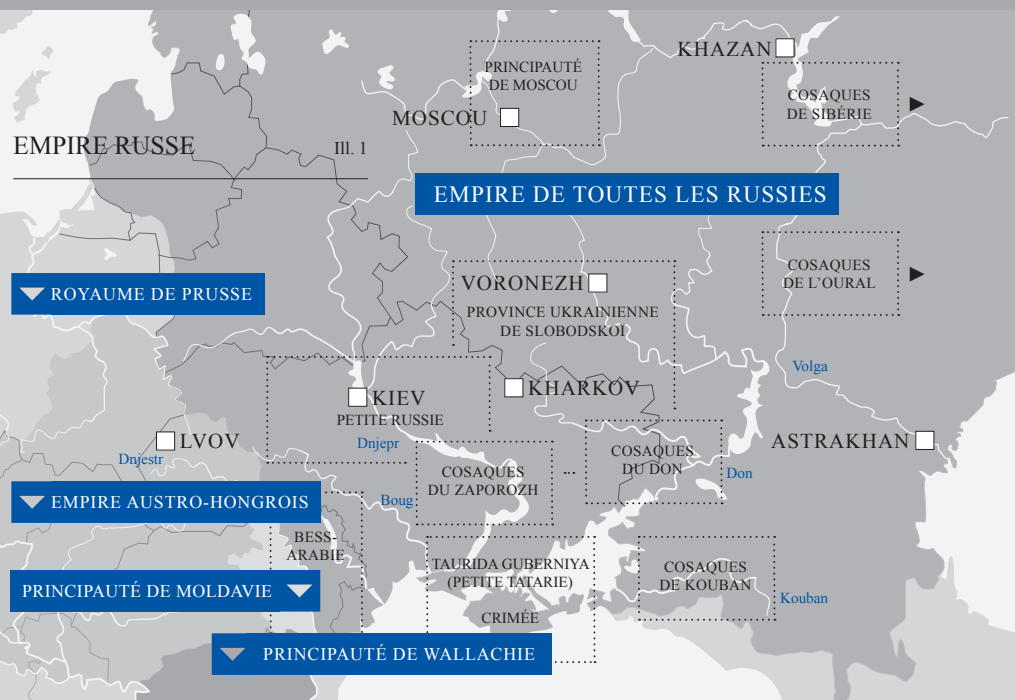 KHAZAN
PRINCIPAUTÉ
DE MOSCOU
COSAQUES
DE SIBÉRIE
MOSCOU
EMPIRE RUSSE
Ill. 1
EMPIRE DE TOUTES LES RUSSIES
COSAQUES
DE L’OURAL
VORONEZH
ROYAUME DE PRUSSE
PROVINCE UKRAINIENNE
DE SLOBODSKOÏ
Volga
KHARKOV
KIEV
PETITE RUSSIE
LVOV
Dnjepr
ASTRAKHAN
Dnjestr
COSAQUES
DU ZAPOROZH
...
COSAQUES
DU DON
Don
EMPIRE AUSTRO-HONGROIS
Boug
BESS-
ARABIE
TAURIDA GUBERNIYA
(PETITE TATARIE)
COSAQUES
DE KOUBAN
PRINCIPAUTÉ DE MOLDAVIE
Kouban
CRIMÉE
PRINCIPAUTÉ DE WALLACHIE